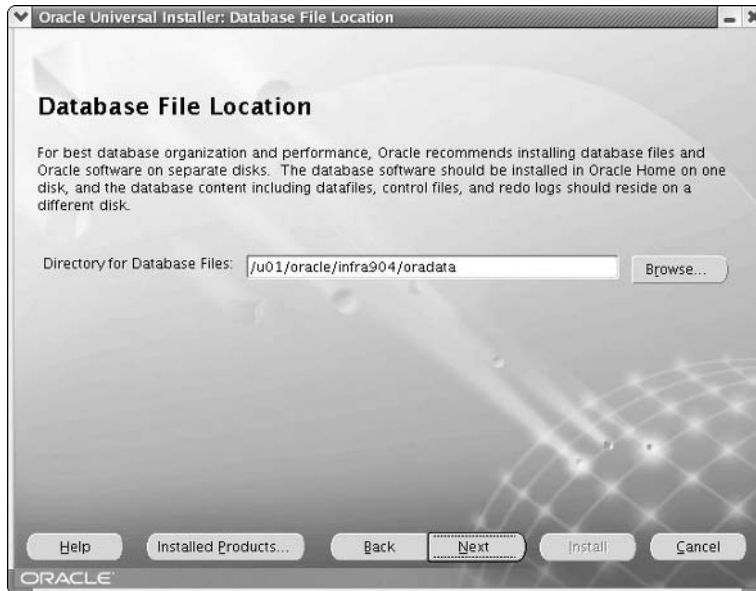 Oracle Universal Installer: Database File Location
Database File Location
For best database organization and performance, Oracle recommends installing database files and
Oracle software on separate disks. The database software should be installed in Oracle Home on one
disk, and the database content including datafiles, control files, and redo logs should reside on a
different disk.
Directory for Database Files: /u01/oracle/infra904/oradata Browse...
Help Installed Products... Back Next Install Cancel
ORACLE